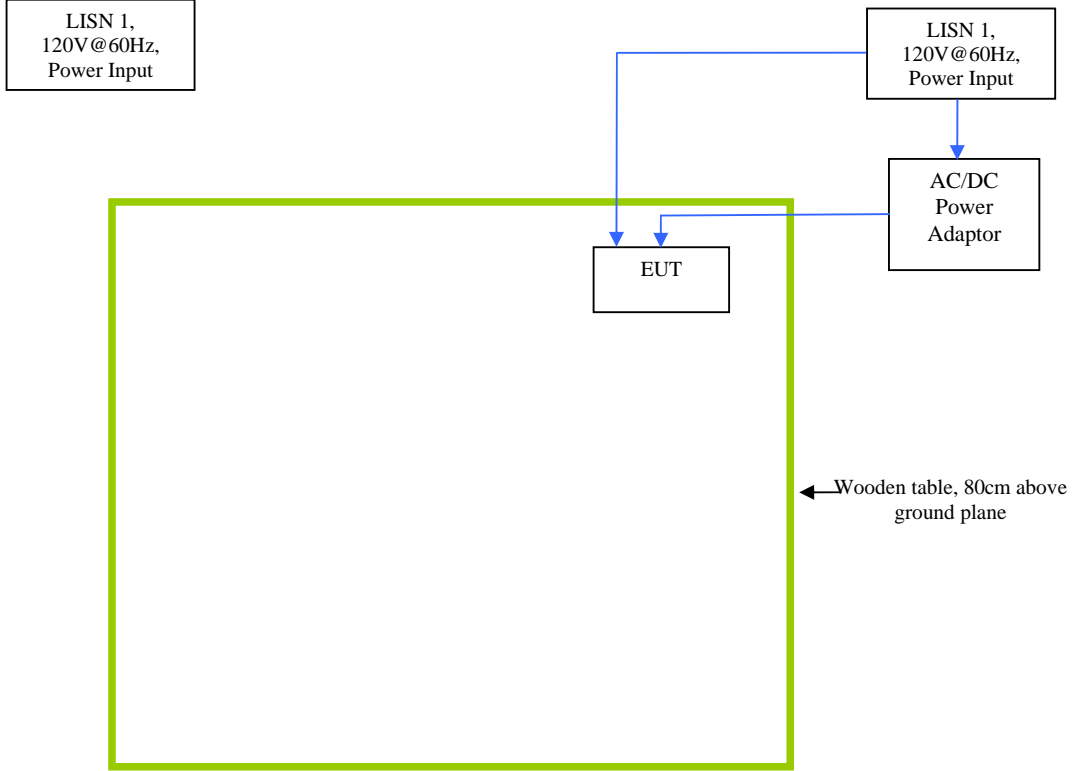 LISN 1,
120V@60Hz,
Power Input
LISN 1,
120V@60Hz,
Power Input
AC/DC
Power
Adaptor
EUT
Wooden table, 80cm above
ground plane